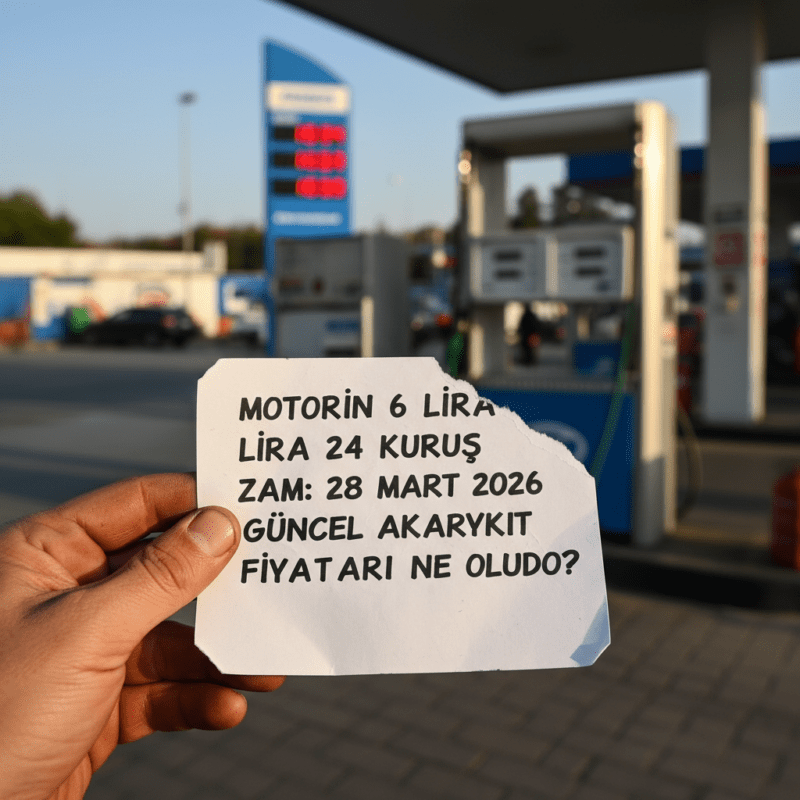 MOTORİN 6 LİRA
LİRA 24 KURUŞ
ZAM: 28 MART 2026
GÜNCEL AKARYKIT
FİYATARI NE OLUDO?